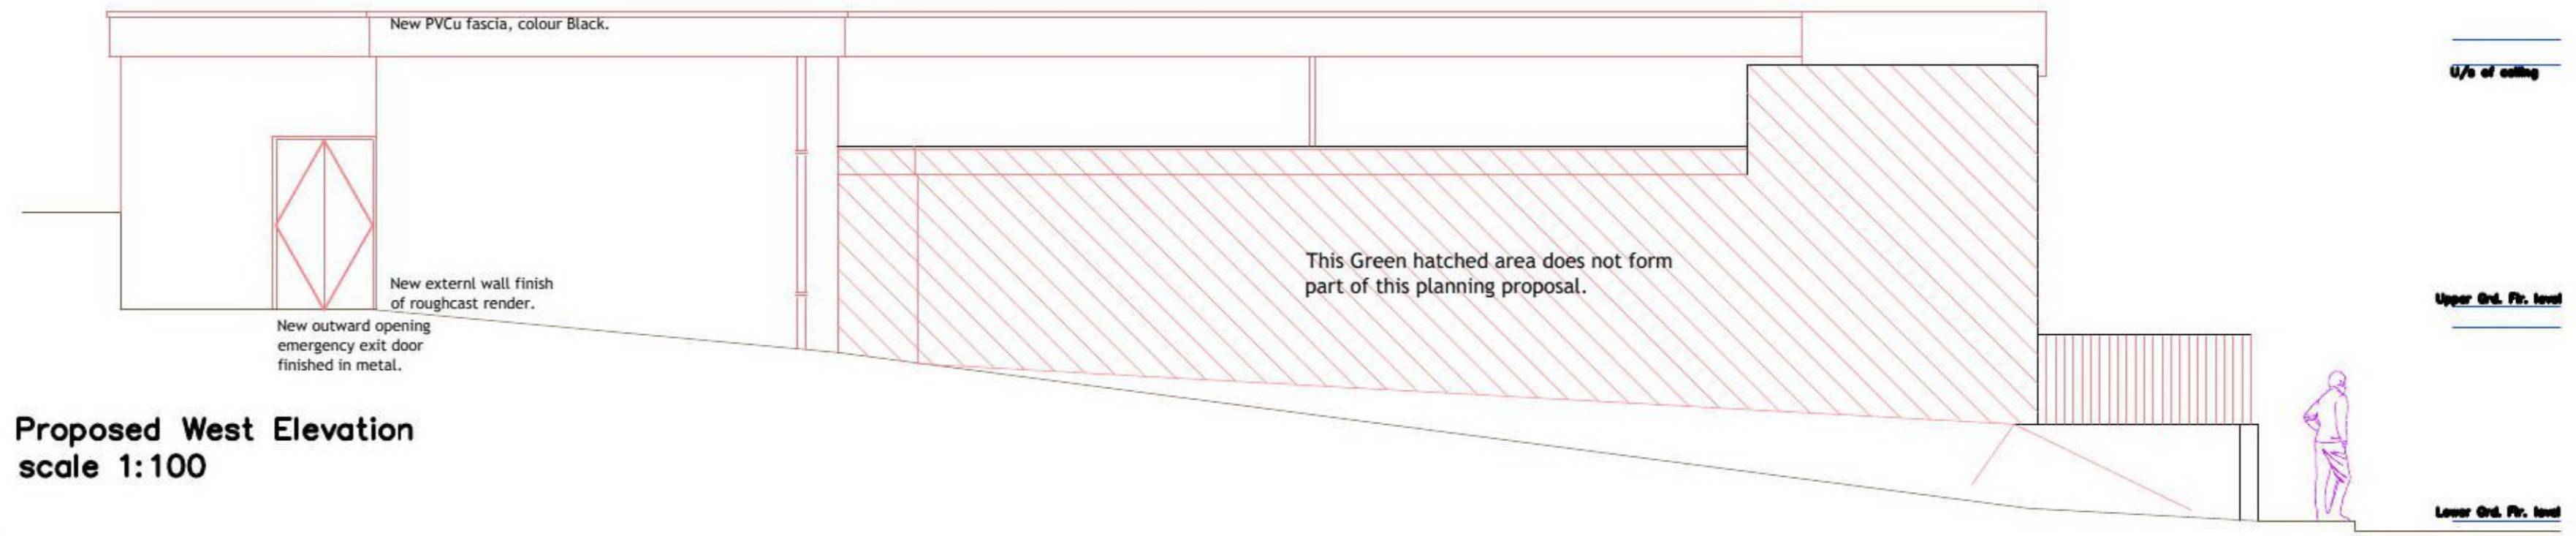 New PVCu fascia, colour Black.
U/s of ceiling
This Green hatched area does not form
part of this planning proposal.
New externl wall finish
of roughcast render.
Upper Grd. Flr. level
New outward opening
emergency exit door
finished in metal.
Proposed West Elevation
scale 1:100
Lower Grd. Flr. level